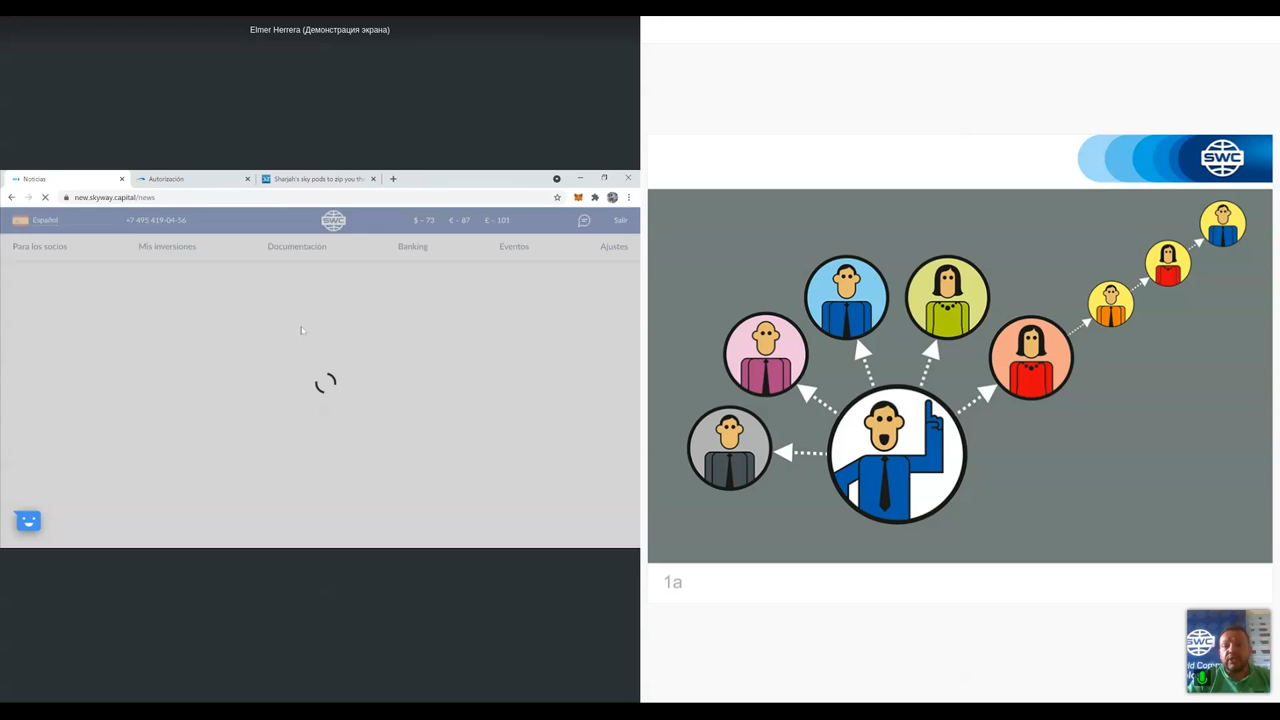 Elmer Herrera (Демонстрация экрана)
Noticias
Autorización
Sharjah's sky pods to zip you th
new.skyway.capital/news
Español
+7 495 419-04-56
SWC
$ – 73
€ – 87
£ – 101
Salir
Para los socios
Mis inversiones
Documentación
Banking
Eventos
Ajustes
SWC
1a
SWC